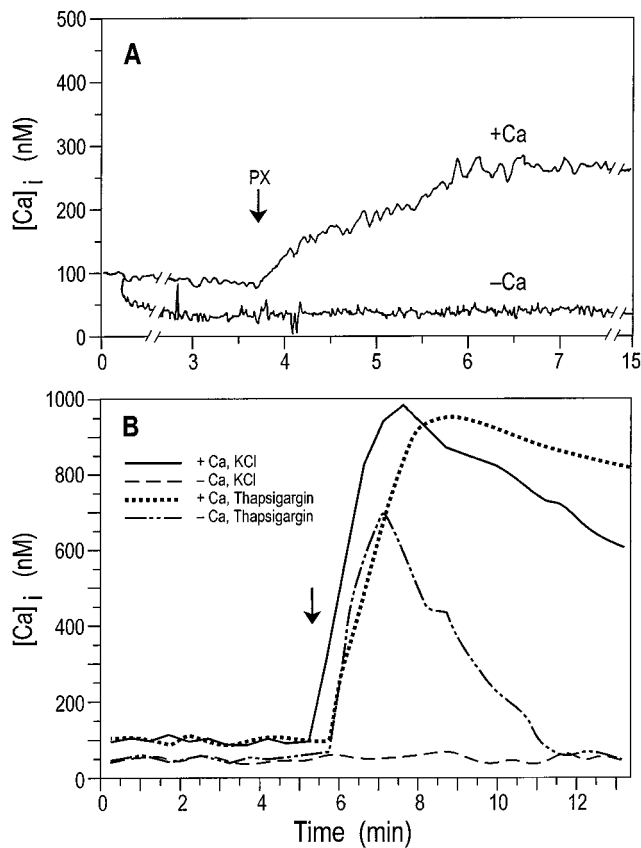 500
A
400
+Ca
300
PX
[Ca]i (nM)
200
100
–Ca
0
0 3 4 5 6 7 15
1000
B
+ Ca, KCl
– Ca, KCl
+ Ca, Thapsigargin
– Ca, Thapsigargin
800
[Ca]i (nM)
600
400
200
0
0 2 4 6 8 10 12
Time (min)